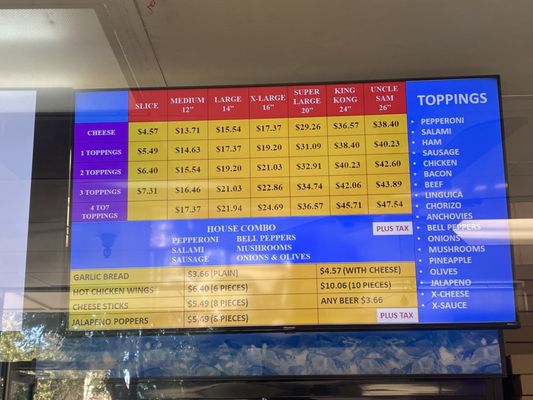 SLICE MEDIUM 12" LARGE 14" X-LARGE 16" SUPER LARGE 20" KING KONG 24" UNCLE SAM 26"
CHEESE $4.57 $13.71 $15.54 $17.37 $29.26 $36.57 $38.40
1 TOPPINGS $5.49 $14.63 $17.37 $19.20 $31.09 $38.40 $40.23
2 TOPPINGS $6.40 $15.54 $19.20 $21.03 $32.91 $40.23 $42.60
3 TOPPINGS $7.31 $16.46 $21.03 $22.86 $34.74 $42.06 $43.89
4 TOT TOPPINGS $17.37 $21.94 $24.69 $36.57 $45.71 $47.54
HOUSE COMBO
PLUS TAX
PEPPERONI BELL PEPPERS
SALAMI MUSHROOMS
SAUSAGE ONIONS & OLIVES
GARLIC BREAD $3.66 (PLAIN) $4.57 (WITH CHEESE)
HOT CHICKEN WINGS $6.40 (6 PIECES) $10.06 (10 PIECES)
CHEESE STICKS $5.49 (8 PIECES) ANY BEER $3.66
JALAPENO POPPERS $5.49 (8 PIECES)
PLUS TAX
TOPPINGS
• PEPPERONI
• SALAMI
• HAM
• SAUSAGE
• CHICKEN
• BACON
• BEEF
• LINGUICA
• CHORIZO
• ANCHOVIES
• BELL PEPPERS
• ONIONS
• MUSHROOMS
• PINEAPPLE
• OLIVES
• JALAPENO
• X-CHEESE
• X-SAUCE